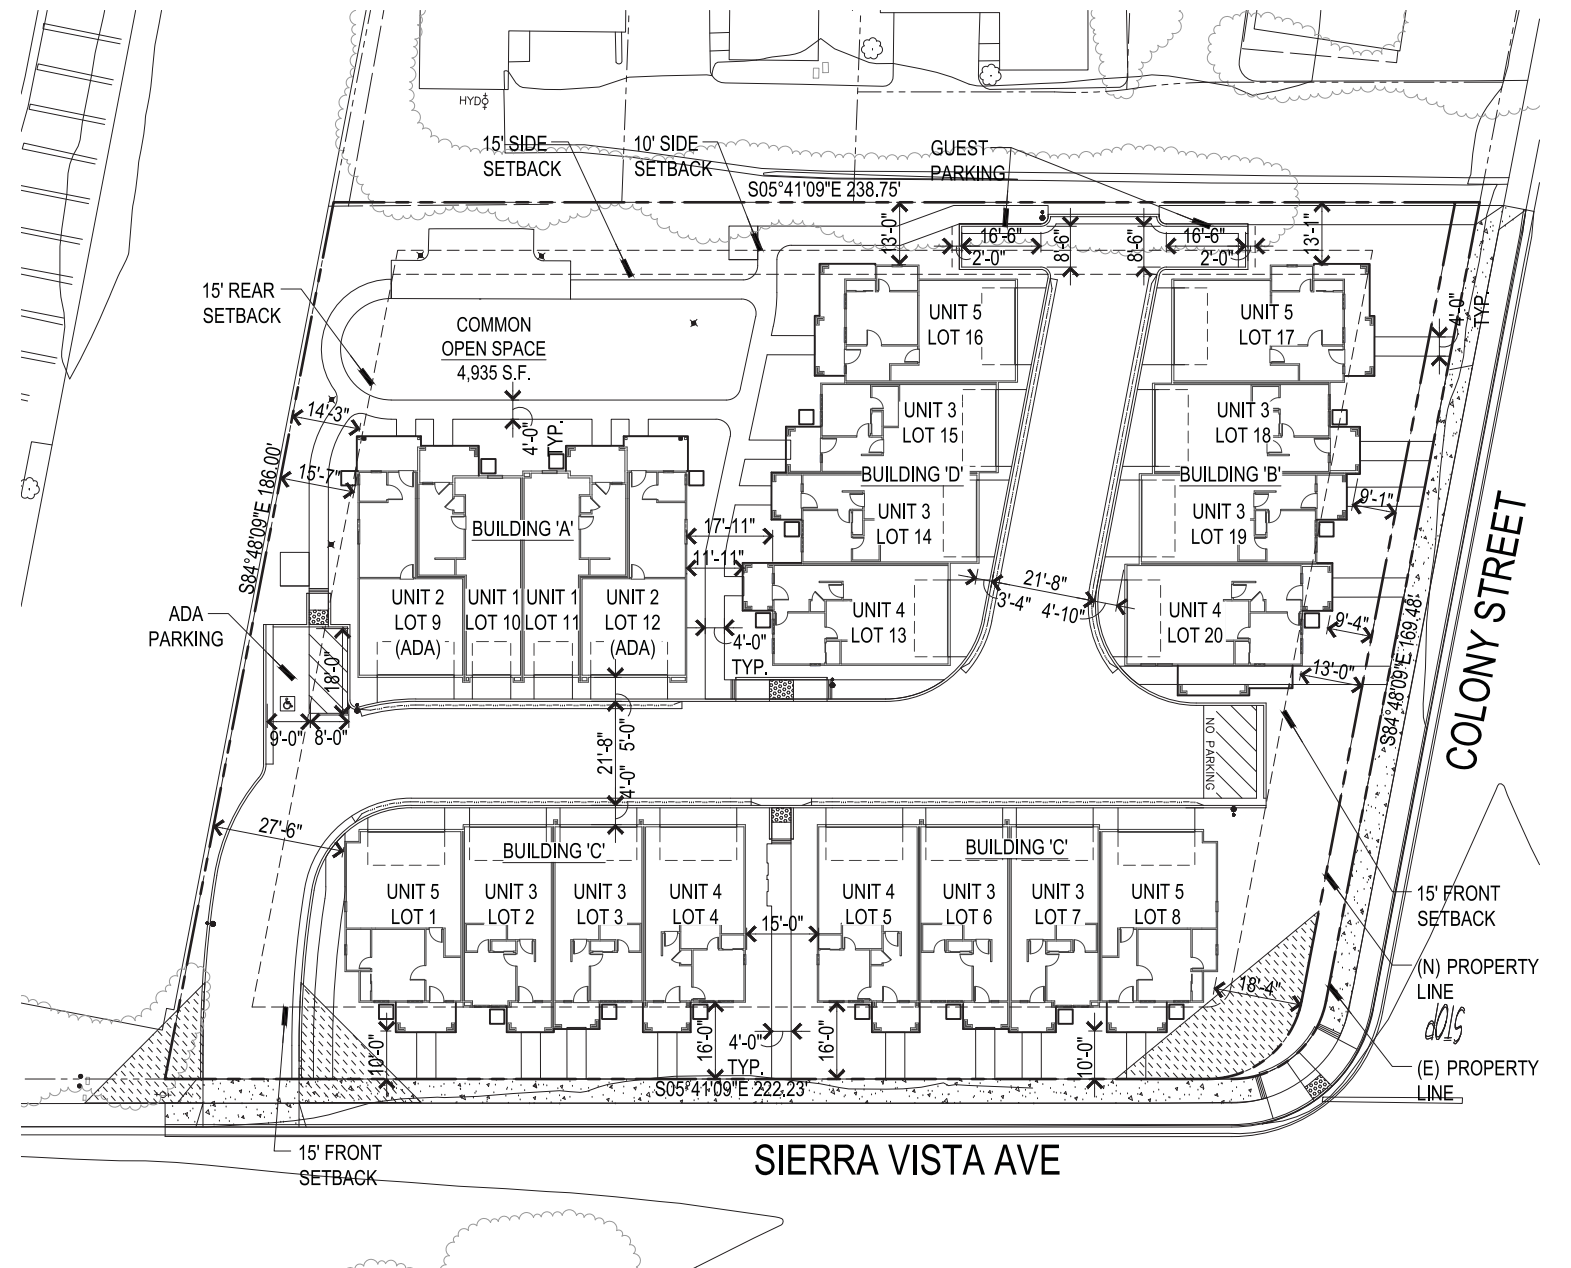 HYD
15' SIDE
SETBACK
10' SIDE
SETBACK
GUEST
PARKING
S05°41'09"E 238.75'
13'-0"
16'-6"
2'-0"
8'-6"
8'-6"
16'-6"
2'-0"
13'-1"
15' REAR
SETBACK
COMMON
OPEN SPACE
4,935 S.F.
4'-0"
TYP.
UNIT 5
LOT 16
UNIT 5
LOT 17
4'-0"
TYP.
14'-3"
15'-7"
S84°48'09"E 186.00'
UNIT 3
LOT 15
BUILDING 'D'
UNIT 3
LOT 14
UNIT 3
LOT 18
BUILDING 'B'
UNIT 3
LOT 19
9'-1"
BUILDING 'A'
17'-11"
11'-11"
UNIT 2
LOT 9
(ADA)
UNIT 1
LOT 10
UNIT 1
LOT 11
UNIT 2
LOT 12
(ADA)
4'-0"
TYP.
UNIT 4
LOT 13
3'-4"
21'-8"
4'-10"
UNIT 4
LOT 20
9'-4"
13'-0"
S84°48'09"E 169.48'
COLONY STREET
ADA
PARKING
18'-0"
9'-0"
8'-0"
21'-8"
5'-0"
4'-0"
NO PARKING
27'-6"
BUILDING 'C'
BUILDING 'C'
UNIT 5
LOT 1
UNIT 3
LOT 2
UNIT 3
LOT 3
UNIT 4
LOT 4
15'-0"
UNIT 4
LOT 5
UNIT 3
LOT 6
UNIT 3
LOT 7
UNIT 5
LOT 8
15' FRONT
SETBACK
(N) PROPERTY
LINE
18'-4"
10'-0"
16'-0"
4'-0"
TYP.
16'-0"
10'-0"
(E) PROPERTY
LINE
S05°41'09"E 222.23'
15' FRONT
SETBACK
SIERRA VISTA AVE